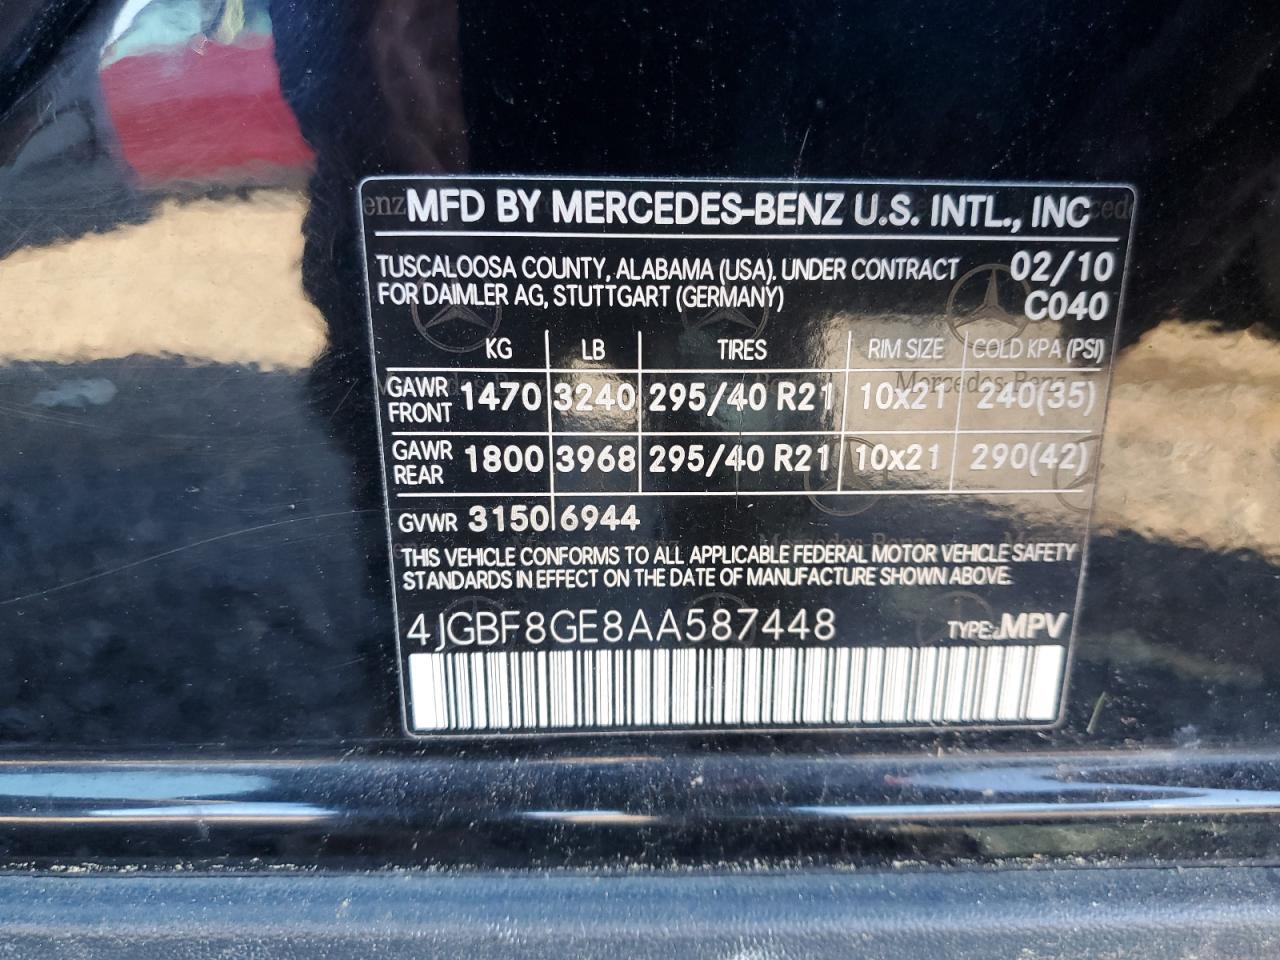 MFD BY MERCEDES-BENZ U.S. INTL., INC
TUSCALOOSA COUNTY, ALABAMA (USA). UNDER CONTRACT 02/10
FOR DAIMLER AG, STUTTGART (GERMANY) C040
KG LB TIRES RIM SIZE COLD KPA (PSI)
GAWR FRONT 1470 3240 295/40 R21 10x21 240(35)
GAWR REAR 1800 3968 295/40 R21 10x21 290(42)
GVWR 3150 6944
THIS VEHICLE CONFORMS TO ALL APPLICABLE FEDERAL MOTOR VEHICLE SAFETY
STANDARDS IN EFFECT ON THE DATE OF MANUFACTURE SHOWN ABOVE.
4JGBF8GE8AA587448 TYPE: MPV